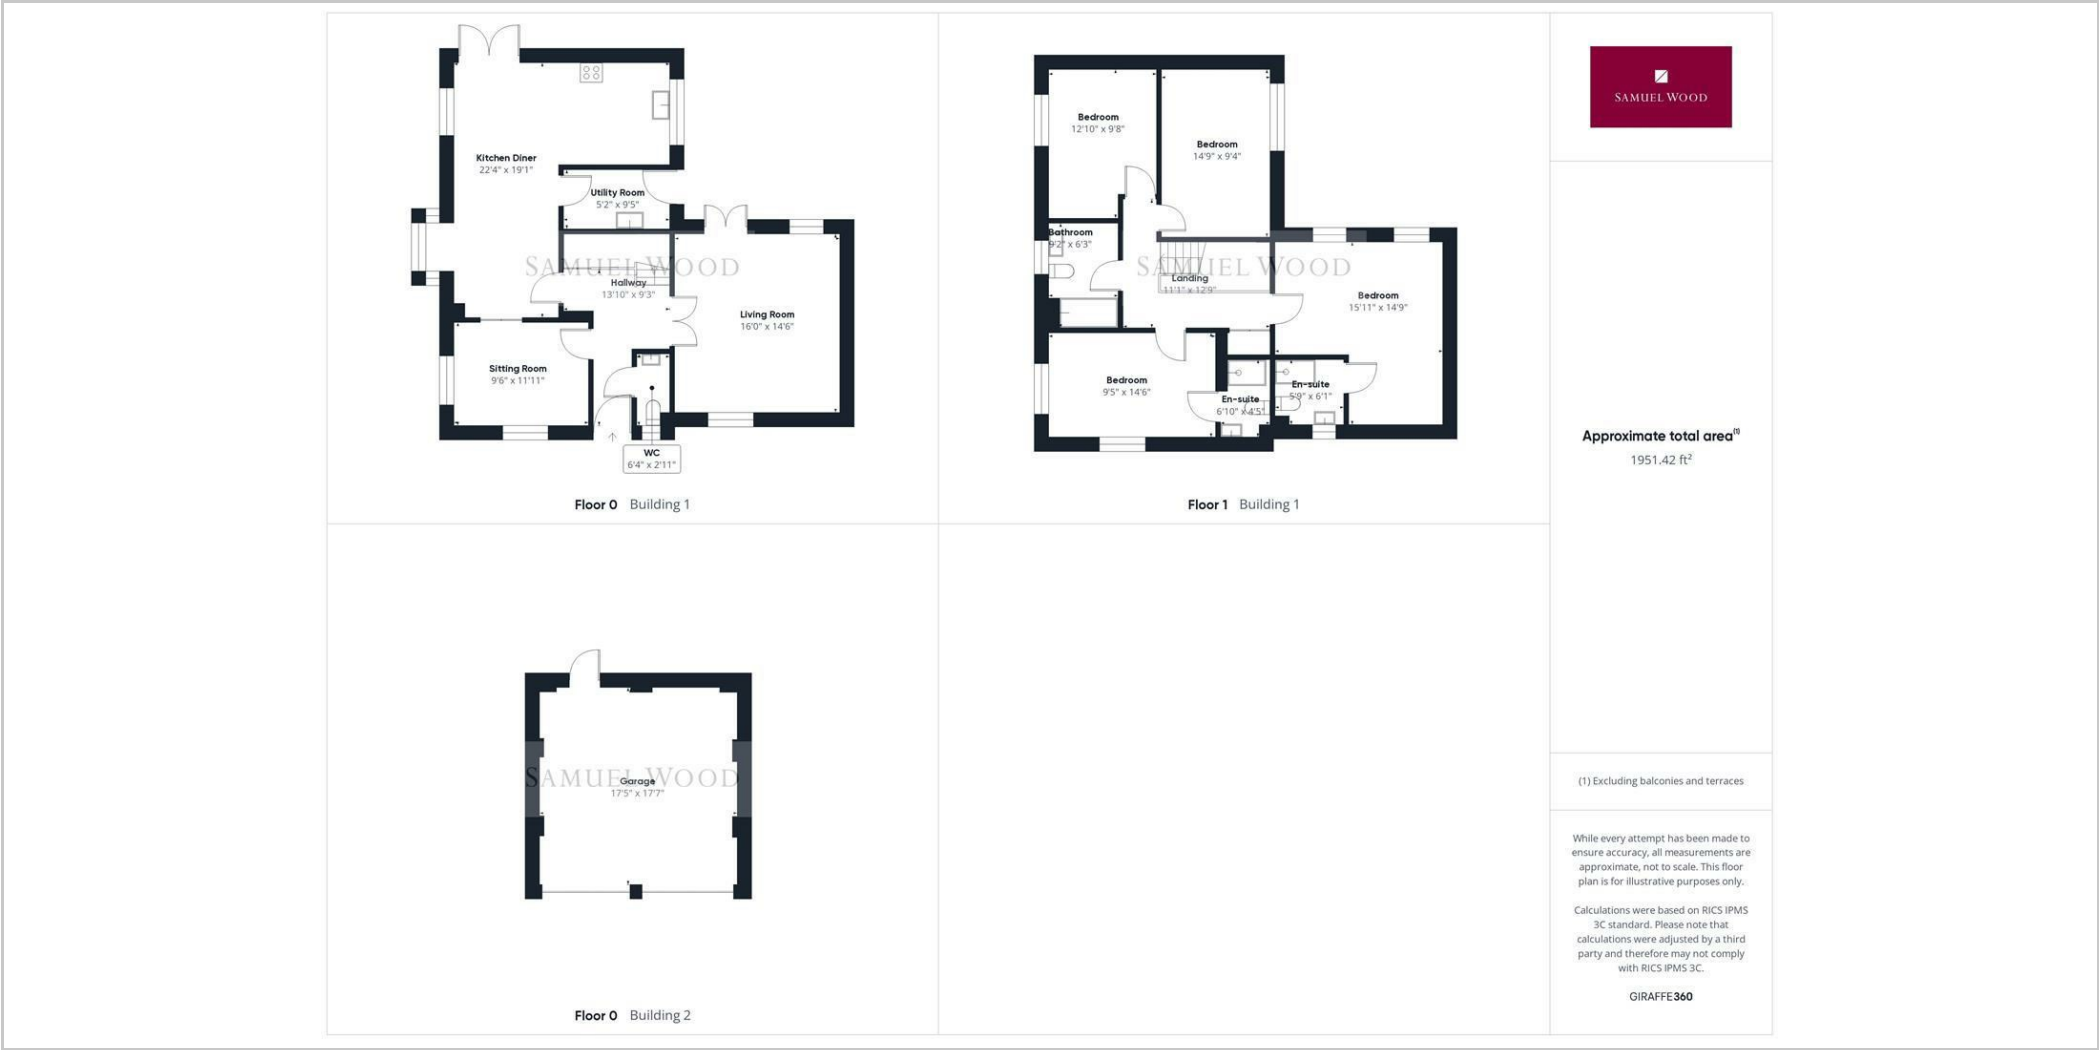 Kitchen Diner
22'4" x 19'1"
Utility Room
5'2" x 9'5"
SAMUEL WOOD
Hallway
13'10" x 9'3"
Living Room
16'0" x 14'6"
Sitting Room
9'6" x 11'11"
WC
6'4" x 2'11"
Floor 0 Building 1
Bedroom
12'10" x 9'8"
Bedroom
14'9" x 9'4"
Bathroom
9'2" x 6'3"
SAMUEL WOOD
Landing
11'1" x 12'9"
Bedroom
15'11" x 14'9"
Bedroom
9'5" x 14'6"
En-suite
6'10" x 4'5"
En-suite
5'9" x 6'1"
Floor 1 Building 1
SAMUEL WOOD
Garage
17'5" x 17'7"
Floor 0 Building 2
SAMUEL WOOD
Approximate total area(1)
1951.42 ft²
(1) Excluding balconies and terraces
While every attempt has been made to
ensure accuracy, all measurements are
approximate, not to scale. This floor
plan is for illustrative purposes only.
Calculations were based on RICS IPMS
3C standard. Please note that
calculations were adjusted by a third
party and therefore may not comply
with RICS IPMS 3C.
GIRAFFE360